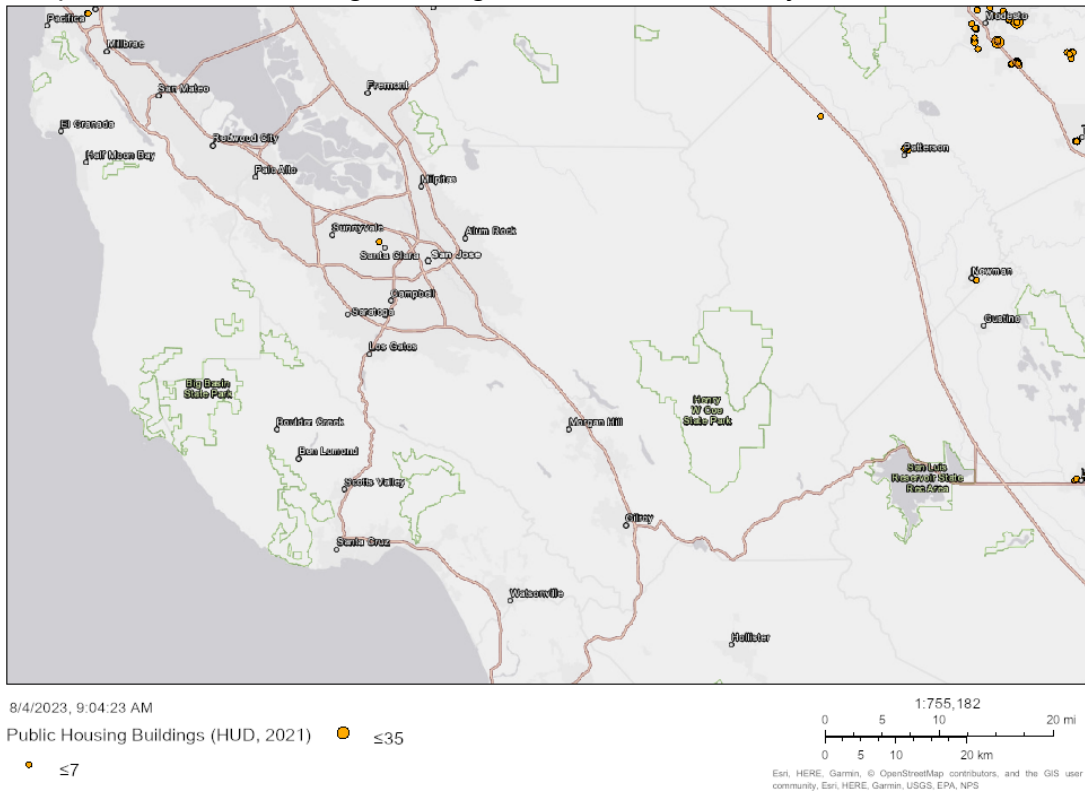 Pacifica
Modesto
Millbrae
San Mateo
Fremont
El Granada
Redwood City
Half Moon Bay
Palo Alto
Patterson
Milpitas
Sunnyvale
Alum Rock
Santa Clara
San Jose
Newman
Campbell
Saratoga
Gustine
Los Gatos
Big Basin
State Park
Henry
W Coe
State Park
Boulder Creek
Morgan Hill
Ben Lomond
San Luis
Reservoir State
Rec Area
Scotts Valley
Gilroy
Santa Cruz
Watsonville
Hollister
8/4/2023, 9:04:23 AM
Public Housing Buildings (HUD, 2021)
≤35
≤7
1:755,182
0 5 10 20 mi
0 5 10 20 km
Esri, HERE, Garmin, © OpenStreetMap contributors, and the GIS user
community, Esri, HERE, Garmin, USGS, EPA, NPS